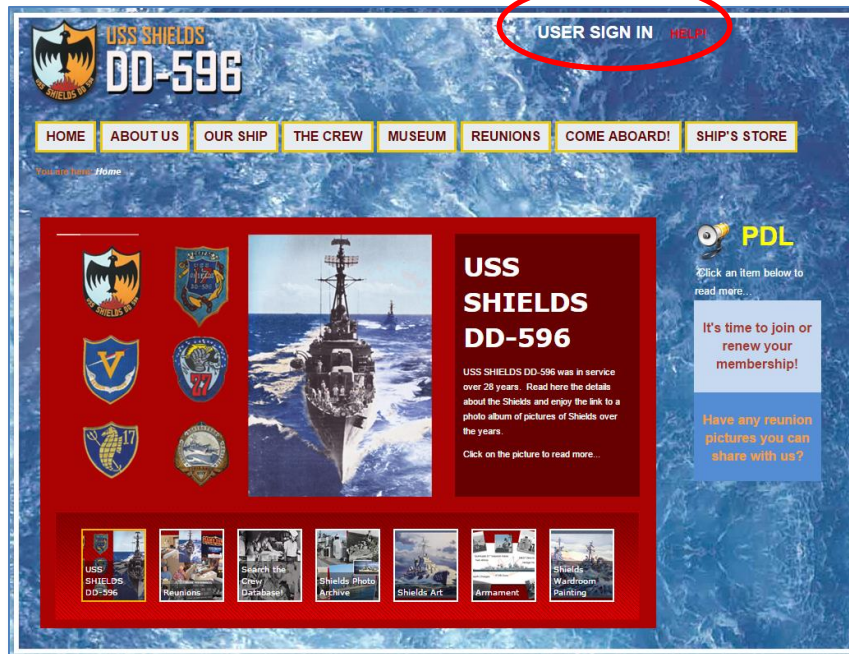 USS SHIELDS
DD-596
USER SIGN IN HELP!
HOME ABOUT US OUR SHIP THE CREW MUSEUM REUNIONS COME ABOARD! SHIP'S STORE
You are here: Home
PDL
Click an item below to
read more...
It's time to join or
renew your
membership!
Have any reunion
pictures you can
share with us?
USS
SHIELDS
DD-596
USS SHIELDS DD-596 was in service
over 28 years. Read here the details
about the Shields and enjoy the link to a
photo album of pictures of Shields over
the years.
Click on the picture to read more...
V
27
17
USS
SHIELDS
DD-596
Reunions
Search the
Crew
Database!
Shields Photo
Archive
Shields Art
Armament
Shields
Wardroom
Painting